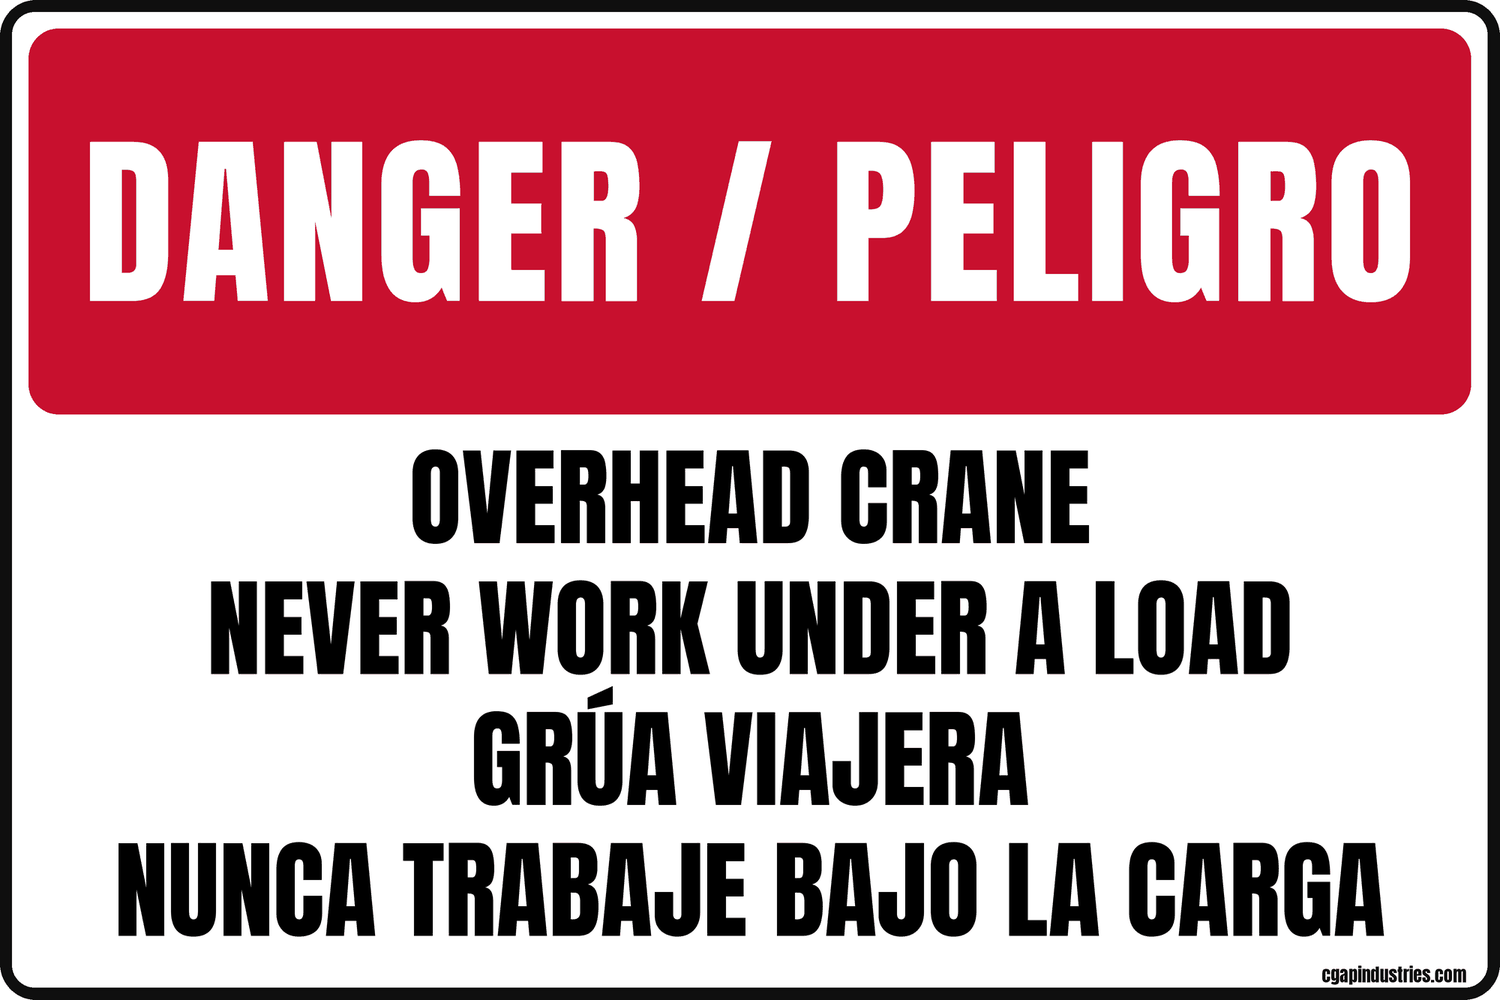 DANGER / PELIGRO
OVERHEAD CRANE
NEVER WORK UNDER A LOAD
GRÚA VIAJERA
NUNCA TRABAJE BAJO LA CARGA
cgapindustries.com